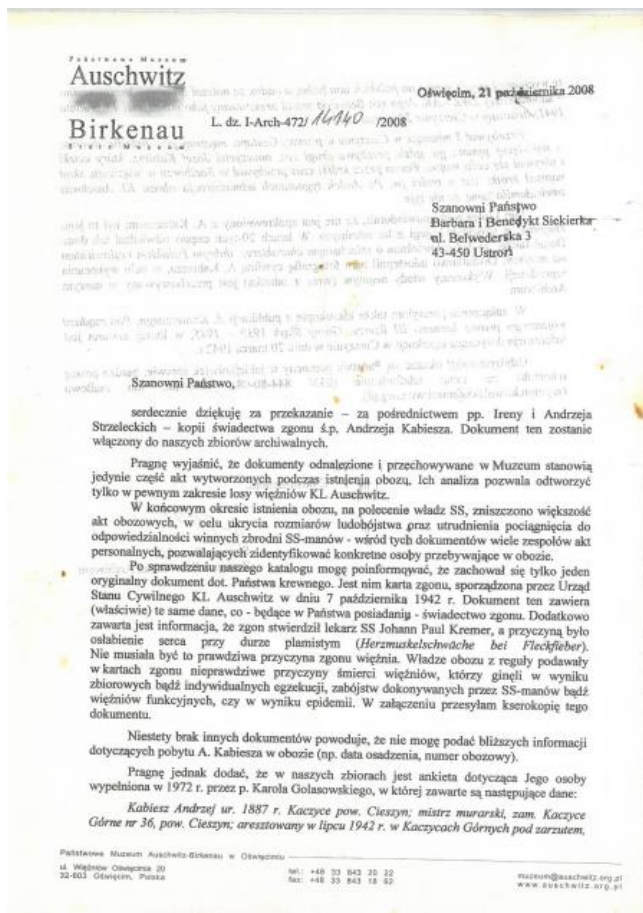 Państwowe Muzeum
Auschwitz
Birkenau
State Museum
Oświęcim, 21 października 2008
L. dz. I-Arch-472/ 14140 /2008
Szanowni Państwo
Barbara i Benedykt Siekierka
ul. Belwederska 3
43-450 Ustroń
Szanowni Państwo,
serdecznie dziękuję za przekazanie – za pośrednictwem pp. Ireny i Andrzeja
Strzeleckich – kopii świadectwa zgonu ś.p. Andrzeja Kabiesza. Dokument ten zostanie
włączony do naszych zbiorów archiwalnych.
Pragnę wyjaśnić, że dokumenty odnalezione i przechowywane w Muzeum stanowią
jedynie część akt wytworzonych podczas istnienia obozu. Ich analiza pozwala odtworzyć
tylko w pewnym zakresie losy więźniów KL Auschwitz.
W końcowym okresie istnienia obozu, na polecenie władz SS, zniszczono większość
akt obozowych, w celu ukrycia rozmiarów ludobójstwa oraz utrudnienia pociągnięcia do
odpowiedzialności winnych zbrodni SS-manów - wśród tych dokumentów wiele zespołów akt
personalnych, pozwalających zidentyfikować konkretne osoby przebywające w obozie.
Po sprawdzeniu naszego katalogu mogę poinformować, że zachował się tylko jeden
oryginalny dokument dot. Państwa krewnego. Jest nim karta zgonu, sporządzona przez Urząd
Stanu Cywilnego KL Auschwitz w dniu 7 października 1942 r. Dokument ten zawiera
(właściwie) te same dane, co - będące w Państwa posiadaniu - świadectwo zgonu. Dodatkowo
zawarta jest informacja, że zgon stwierdził lekarz SS Johann Paul Kremer, a przyczyną było
osłabienie serca przy durze plamistym (Herzmuskelschwäche bei Fleckfieber).
Nie musiała być to prawdziwa przyczyna zgonu więźnia. Władze obozu z reguły podawały
w kartach zgonu nieprawdziwe przyczyny śmierci więźniów, którzy ginęli w wyniku
zbiorowych bądź indywidualnych egzekucji, zabójstw dokonywanych przez SS-manów bądź
więźniów funkcyjnych, czy w wyniku epidemii. W załączeniu przesyłam kserokopię tego
dokumentu.
Niestety brak innych dokumentów powoduje, że nie mogę podać bliższych informacji
dotyczących pobytu A. Kabiesza w obozie (np. data osadzenia, numer obozowy).
Pragnę jednak dodać, że w naszych zbiorach jest ankieta dotycząca Jego osoby
wypełniona w 1972 r. przez p. Karola Golasowskiego, w której zawarte są następujące dane:
Kabiesz Andrzej ur. 1887 r. Kaczyce pow. Cieszyn; mistrz murarski, zam. Kaczyce
Górne nr 36, pow. Cieszyn; aresztowany w lipcu 1942 r. w Kaczycach Górnych pod zarzutem,
Państwowe Muzeum Auschwitz-Birkenau w Oświęcimiu
ul. Więźniów Oświęcimia 20
32-603 Oświęcim, Polska
tel.: +48 33 843 20 22
fax: +48 33 843 18 62
muzeum@auschwitz.org.pl
www.auschwitz.org.pl